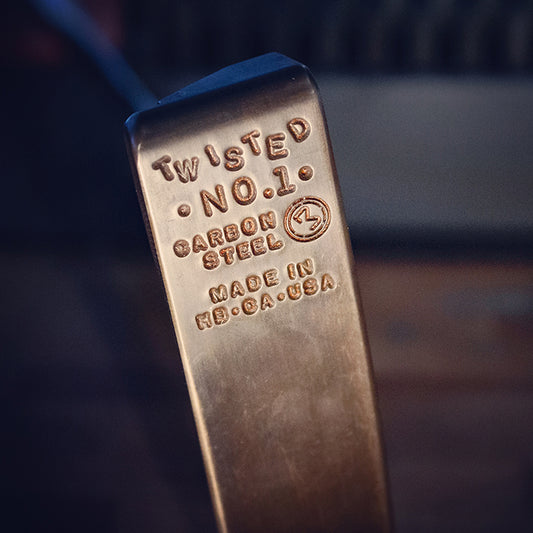 TWISTED
·NO.1·
CARBON
STEEL
MADE IN
HB·CA·USA